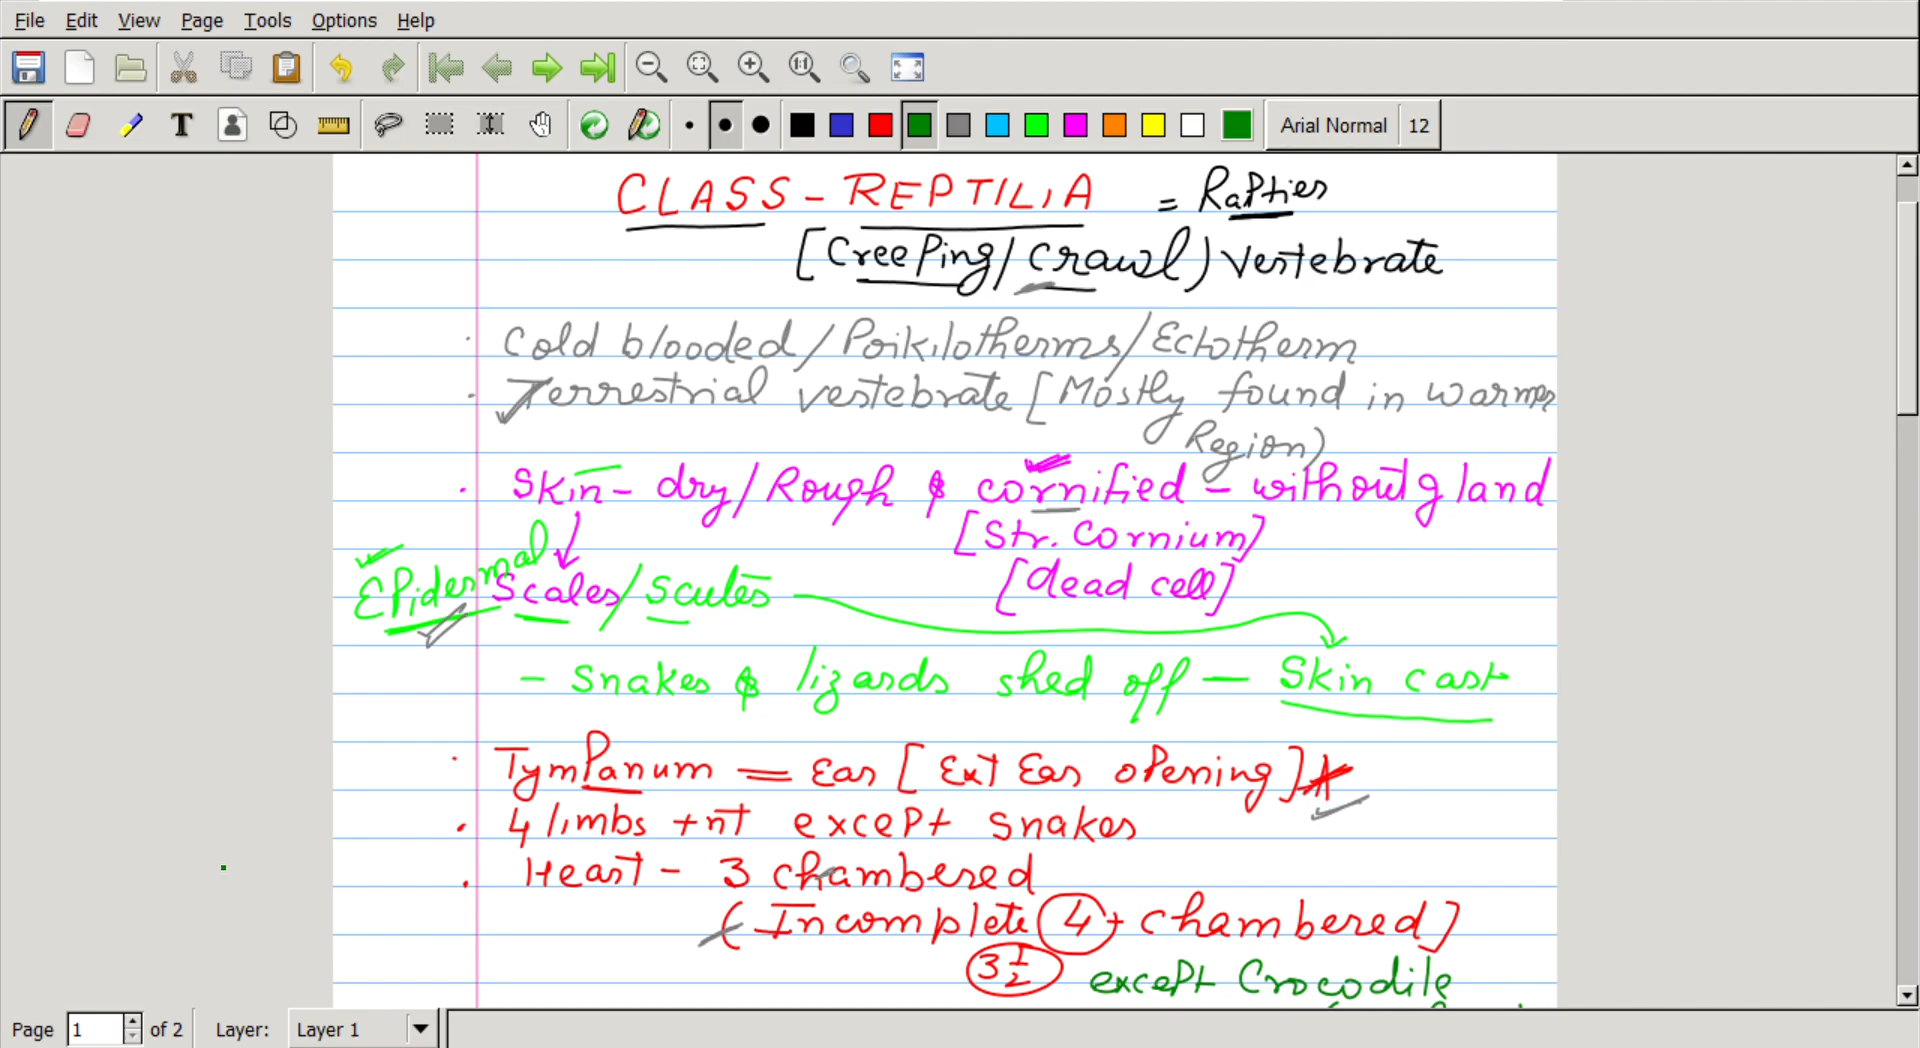 File Edit View Page Tools Options Help
Arial Normal 12
CLASS - REPTILIA = Rapties
[Creeping/Crawl) vertebrate
· Cold blooded/Poikilotherms/Ectotherm
· Terrestrial vertebrate [Mostly found in warmer
Region)
· Skin- dry/Rough & cornified - without gland
[Str. Cornium]
Epidermal Scales/Scutes [dead cell]
- Snakes & lizards shed off — Skin cast
· Tympanum = Ear [Ext Ear opening]*
· 4 limbs +nt except snakes
· Heart - 3 chambered
( Incomplete 4+ chambered]
3 1/2 except Crocodile
Page 1 of 2 Layer: Layer 1